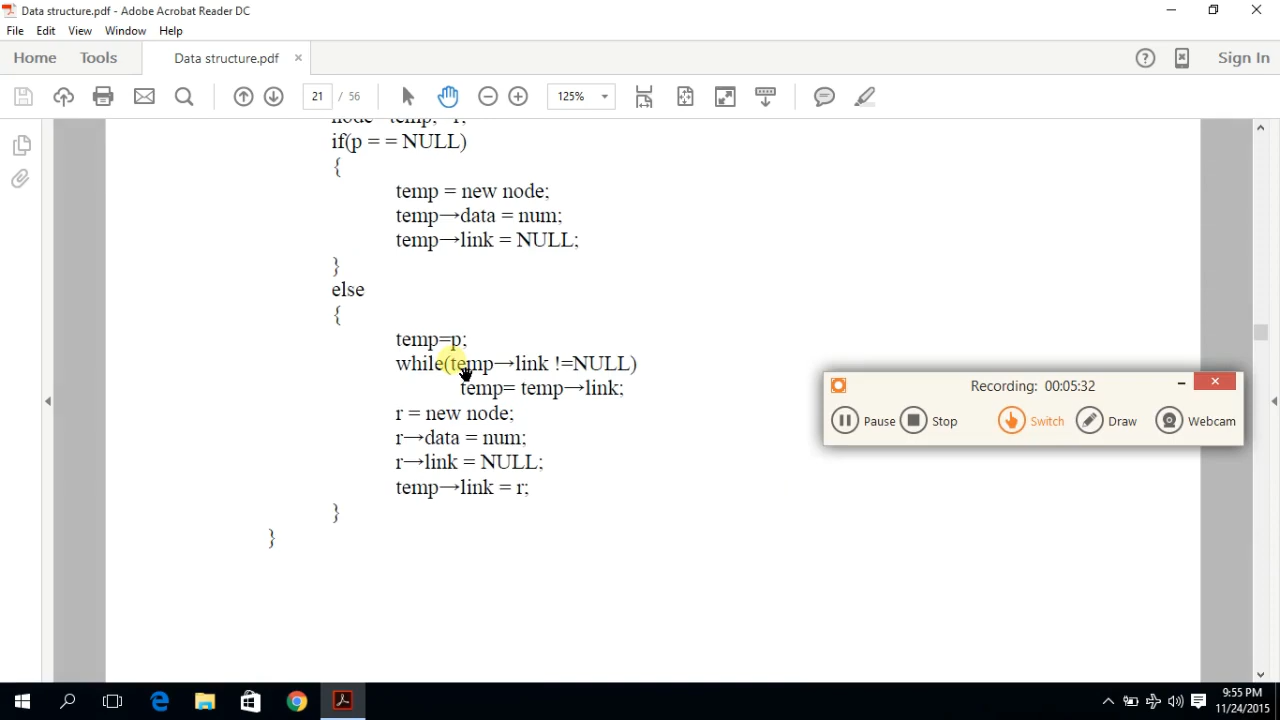 Data structure.pdf - Adobe Acrobat Reader DC
File Edit View Window Help
Home Tools Data structure.pdf × Sign In
21 / 56 125%
node *temp, *r;
if(p = = NULL)
{
temp = new node;
temp→data = num;
temp→link = NULL;
}
else
{
temp=p;
while(temp→link !=NULL)
temp= temp→link;
r = new node;
r→data = num;
r→link = NULL;
temp→link = r;
}
}
Recording: 00:05:32
Pause Stop Switch Draw Webcam
9:55 PM
11/24/2015